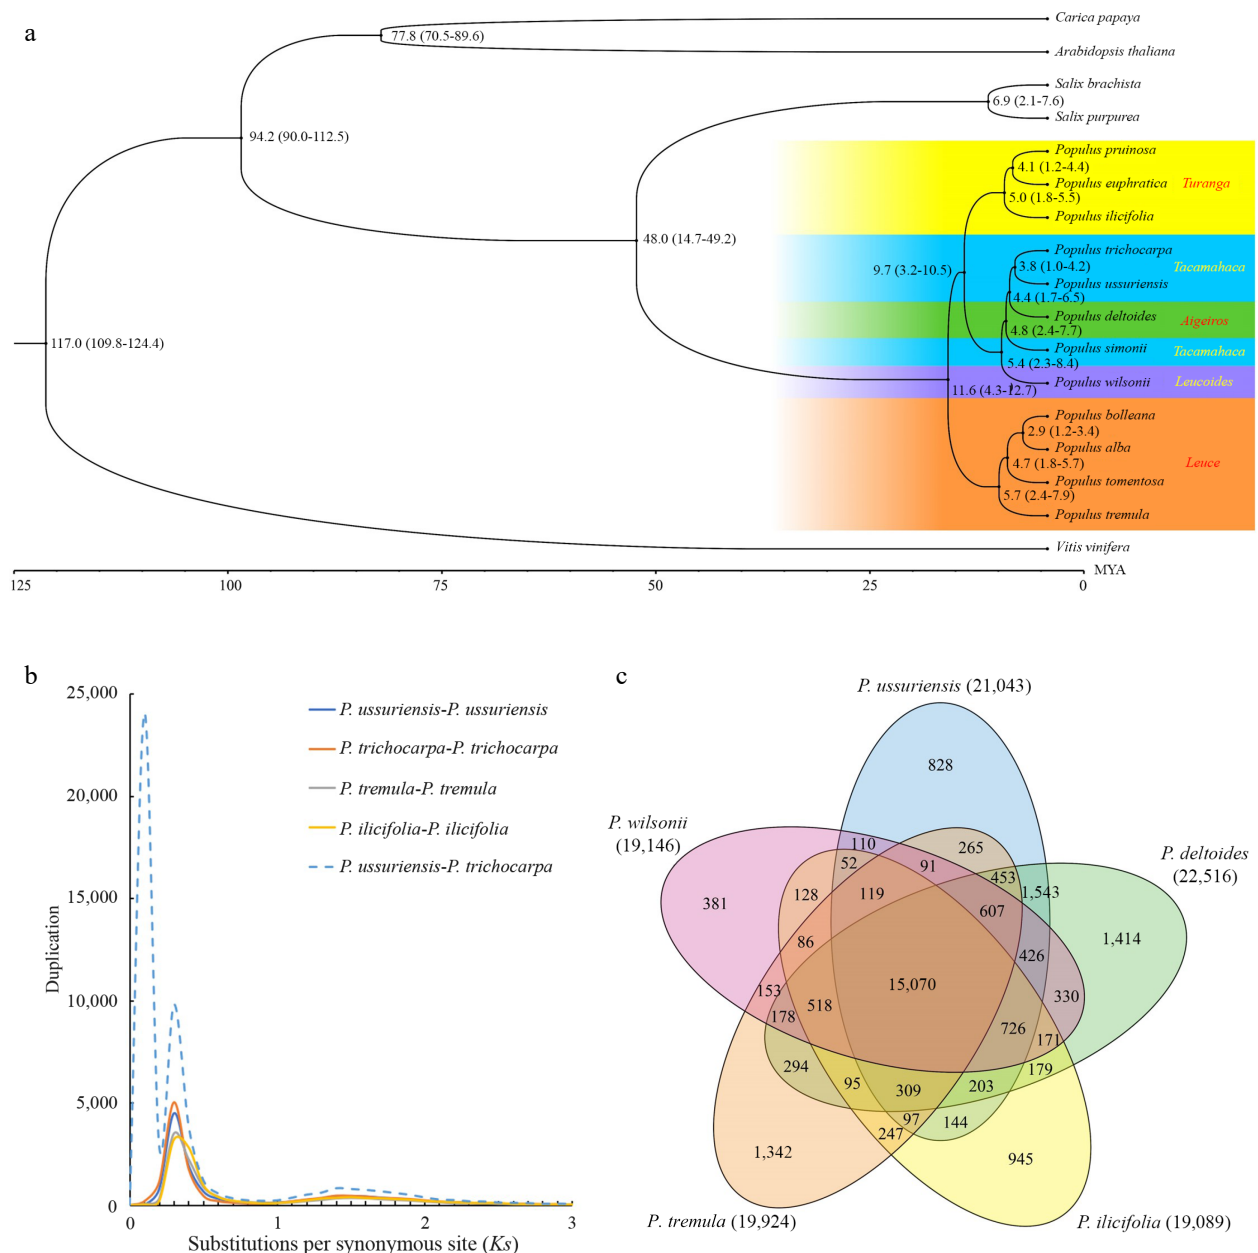 a
Carica papaya
77.8 (70.5-89.6)
Arabidopsis thaliana
Salix brachista
6.9 (2.1-7.6)
Salix purpurea
94.2 (90.0-112.5)
Populus pruinosa
4.1 (1.2-4.4)
Populus euphratica
Turanga
5.0 (1.8-5.5)
Populus ilicifolia
48.0 (14.7-49.2)
Populus trichocarpa
9.7 (3.2-10.5)
3.8 (1.0-4.2)
Tacamahaca
Populus ussuriensis
4.4 (1.7-6.5)
Populus deltoides
Aigeiros
4.8 (2.4-7.7)
117.0 (109.8-124.4)
Populus simonii
Tacamahaca
5.4 (2.3-8.4)
Populus wilsonii
Leucoides
11.6 (4.3-12.7)
Populus bolleana
2.9 (1.2-3.4)
Populus alba
4.7 (1.8-5.7)
Leuce
Populus tomentosa
5.7 (2.4-7.9)
Populus tremula
Vitis vinifera
MYA
125 100 75 50 25 0
b
25,000
20,000
15,000
10,000
5,000
0
Duplication
P. ussuriensis-P. ussuriensis
P. trichocarpa-P. trichocarpa
P. tremula-P. tremula
P. ilicifolia-P. ilicifolia
P. ussuriensis-P. trichocarpa
0 1 2 3
Substitutions per synonymous site (Ks)
c
P. ussuriensis (21,043)
828
P. wilsonii
(19,146)
P. deltoides
(22,516)
110
265
52
91
453
128
119
1,543
381
607
86
1,414
426
15,070
153
330
178
518
726
171
294
179
95
309
203
97
144
247
1,342
945
P. tremula (19,924)
P. ilicifolia (19,089)